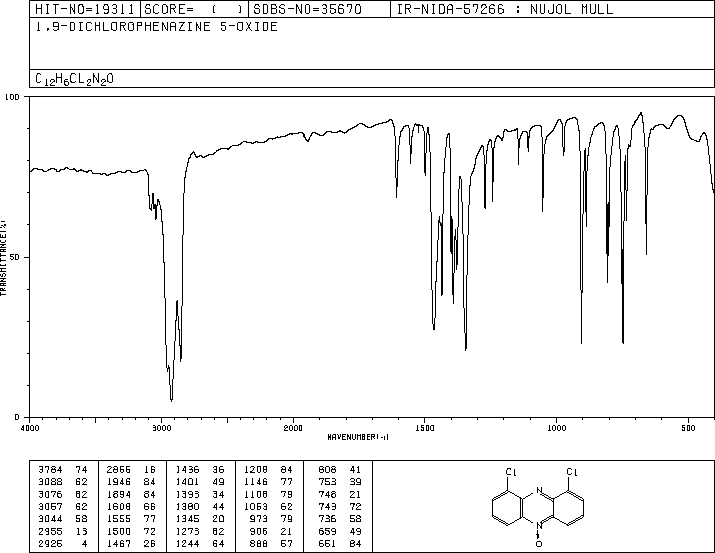 HIT-NO=19311 SCORE= ( ) SDBS-NO=35670 IR-NIDA-57266 : NUJOL MULL
1,9-DICHLOROPHENAZINE 5-OXIDE
C12H6CL2N2O
100
50
0
TRANSMITTANCE(%)
4000 3000 2000 1500 1000 500
WAVENUMBER(-1)
3784 74 2866 16 1436 36 1208 84 808 41
3088 62 1946 84 1401 49 1146 77 753 39
3076 62 1894 84 1393 34 1108 79 748 21
3057 62 1608 66 1380 44 1053 62 743 72
3044 58 1555 77 1345 20 973 79 736 58
2955 13 1500 72 1273 62 906 21 659 49
2925 4 1467 26 1244 64 888 57 651 84
Cl Cl
N
N
O